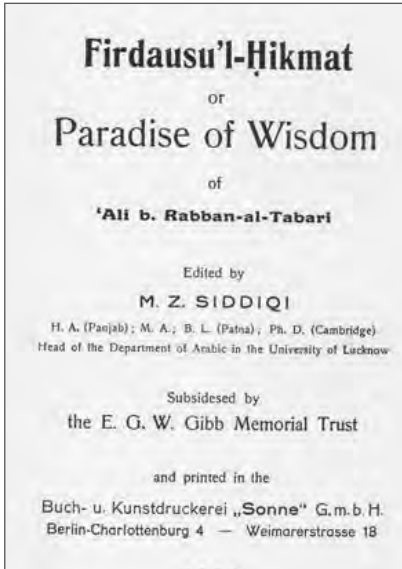 Firdausu'l-Ḥikmat
or
Paradise of Wisdom
of
'Ali b. Rabban-al-Tabari
Edited by
M. Z. SIDDIQI
H. A. (Panjab); M. A.; B. L. (Patna); Ph. D. (Cambridge)
Head of the Department of Arabic in the University of Lucknow
Subsidesed by
the E. G. W. Gibb Memorial Trust
and printed in the
Buch- u. Kunstdruckerei „Sonne" G. m. b. H.
Berlin-Charlottenburg 4 — Weimarerstrasse 18